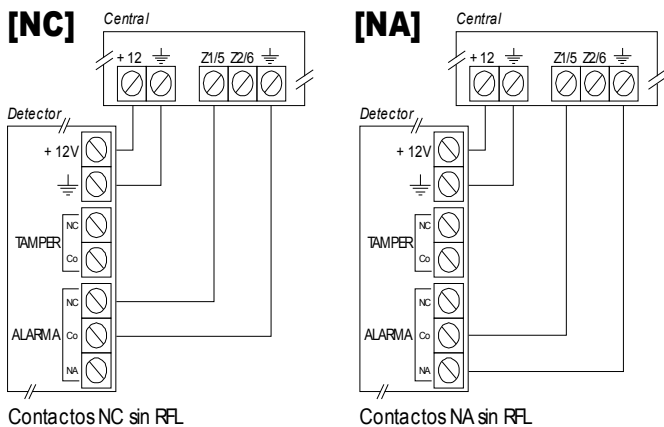 [NC]
Central
+ 12 Z1/5 Z2/6
Detector
+ 12V
TAMPER
NC
Co
ALARMA
NC
Co
NA
Contactos NC sin RFL
[NA]
Central
+ 12 Z1/5 Z2/6
Detector
+ 12V
TAMPER
NC
Co
ALARMA
NC
Co
NA
Contactos NA sin RFL